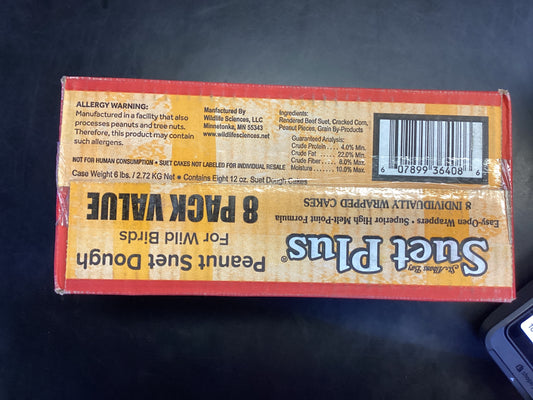 ALLERGY WARNING:
Manufactured in a facility that also
processes peanuts and tree nuts.
Therefore, this product may contain
such allergens.
Manfactured By
Wildlife Sciences, LLC
Minnetonka, MN 55343
www.wildlifesciences.net
Ingredients:
Rendered Beef Suet, Cracked Corn,
Peanut Pieces, Grain By-Products
Guaranteed Analysis:
Crude Protein ..... 4.0% Min.
Crude Fat ..... 22.0% Min.
Crude Fiber ..... 8.0% Max.
Moisture ..... 10.0% Max.
6 07899 36408 6
NOT FOR HUMAN CONSUMPTION • SUET CAKES NOT LABELED FOR INDIVIDUAL RESALE
Case Weight 6 lbs. / 2.72 KG Net • Contains Eight 12 oz. Suet Dough Cakes
St. Albans Bay
Suet Plus®
Peanut Suet Dough
For Wild Birds
Easy-Open Wrappers • Superior High Melt-Point Formula
8 INDIVIDUALLY WRAPPED CAKES
8 PACK VALUE